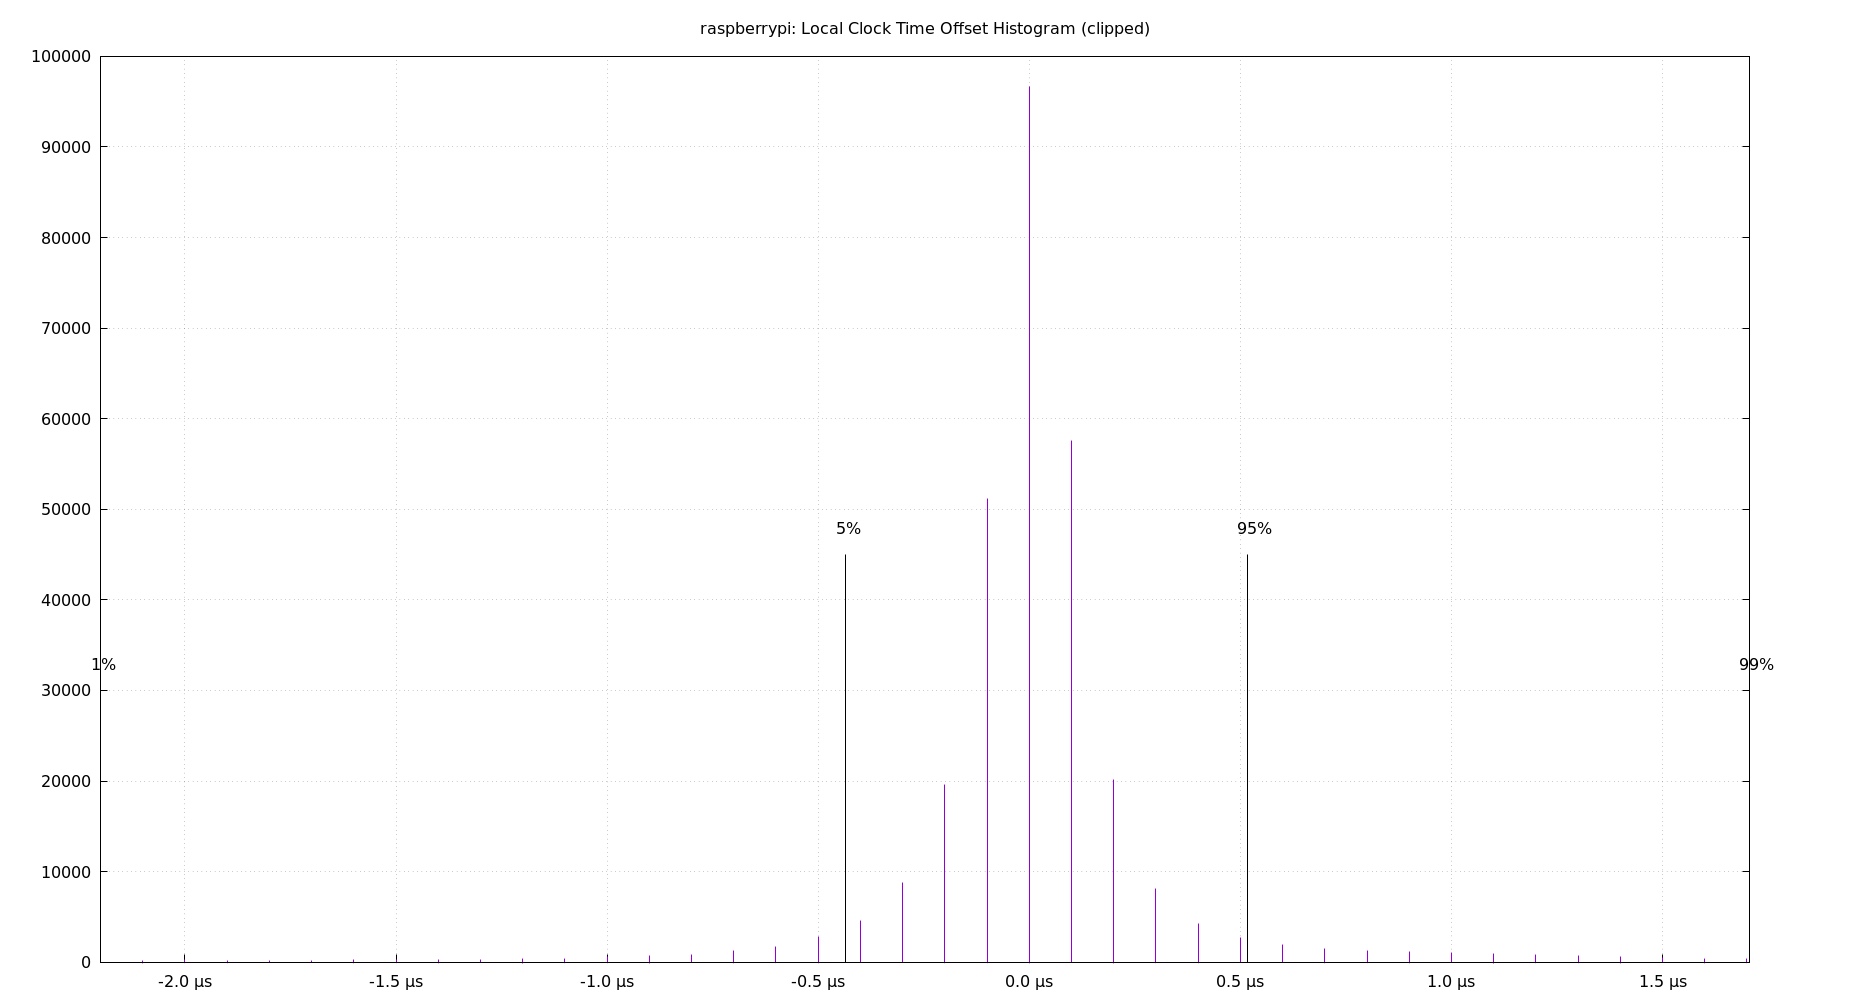 raspberrypi: Local Clock Time Offset Histogram (clipped)
100000
90000
80000
70000
60000
50000
5%
95%
40000
1%
99%
30000
20000
10000
0
-2.0 µs
-1.5 µs
-1.0 µs
-0.5 µs
0.0 µs
0.5 µs
1.0 µs
1.5 µs